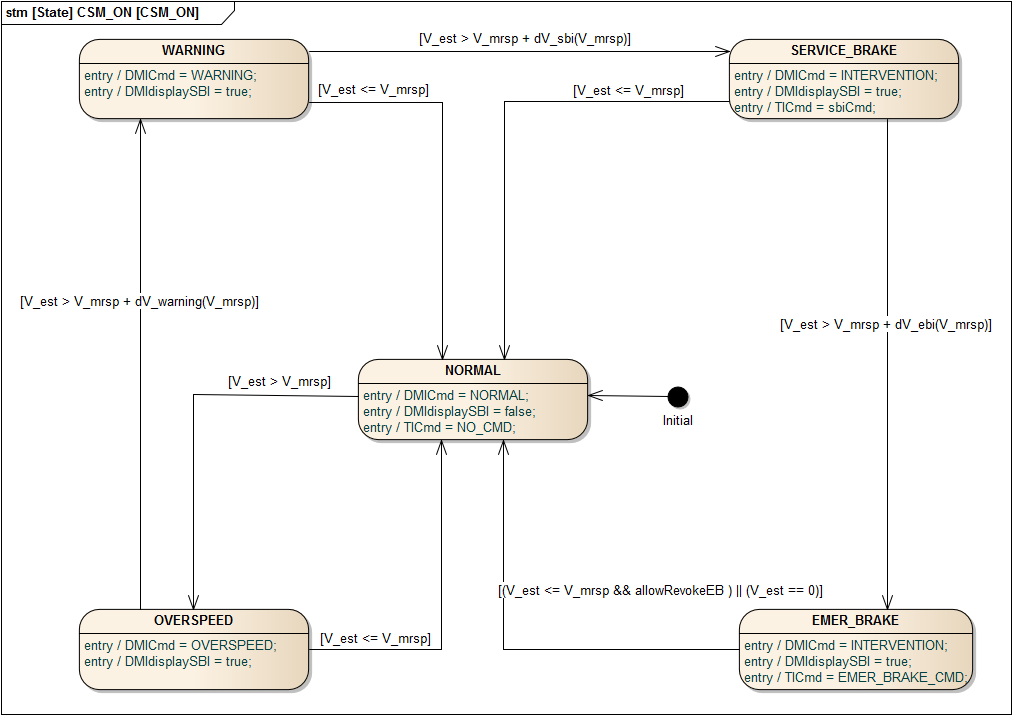 stm [State] CSM_ON [CSM_ON]
[V_est > V_mrsp + dV_sbi(V_mrsp)]
WARNING
entry / DMICmd = WARNING;
entry / DMIdisplaySBI = true;
[V_est <= V_mrsp]
[V_est <= V_mrsp]
SERVICE_BRAKE
entry / DMICmd = INTERVENTION;
entry / DMIdisplaySBI = true;
entry / TICmd = sbiCmd;
[V_est > V_mrsp + dV_warning(V_mrsp)]
[V_est > V_mrsp + dV_ebi(V_mrsp)]
NORMAL
entry / DMICmd = NORMAL;
entry / DMIdisplaySBI = false;
entry / TICmd = NO_CMD;
[V_est > V_mrsp]
Initial
[(V_est <= V_mrsp && allowRevokeEB ) || (V_est == 0)]
OVERSPEED
entry / DMICmd = OVERSPEED;
entry / DMIdisplaySBI = true;
[V_est <= V_mrsp]
EMER_BRAKE
entry / DMICmd = INTERVENTION;
entry / DMIdisplaySBI = true;
entry / TICmd = EMER_BRAKE_CMD;